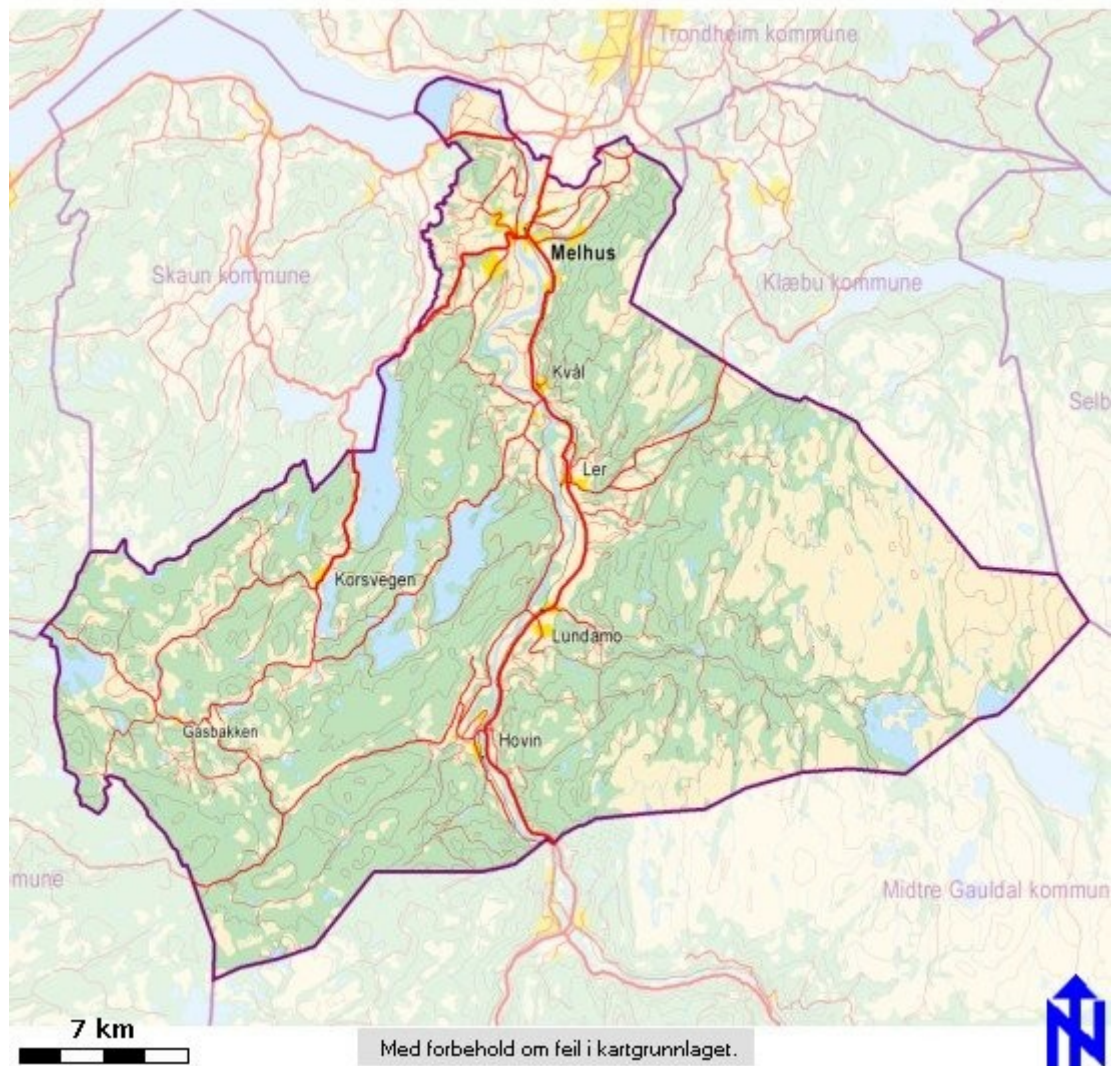 Trondheim kommune
Skaun kommune
Melhus
Klæbu kommune
Kvål
Selb
Ler
Korsvegen
Lundamo
Gåsbakken
Hovin
mune
Midtre Gauldal kommun
7 km
Med forbehold om feil i kartgrunnlaget.
N